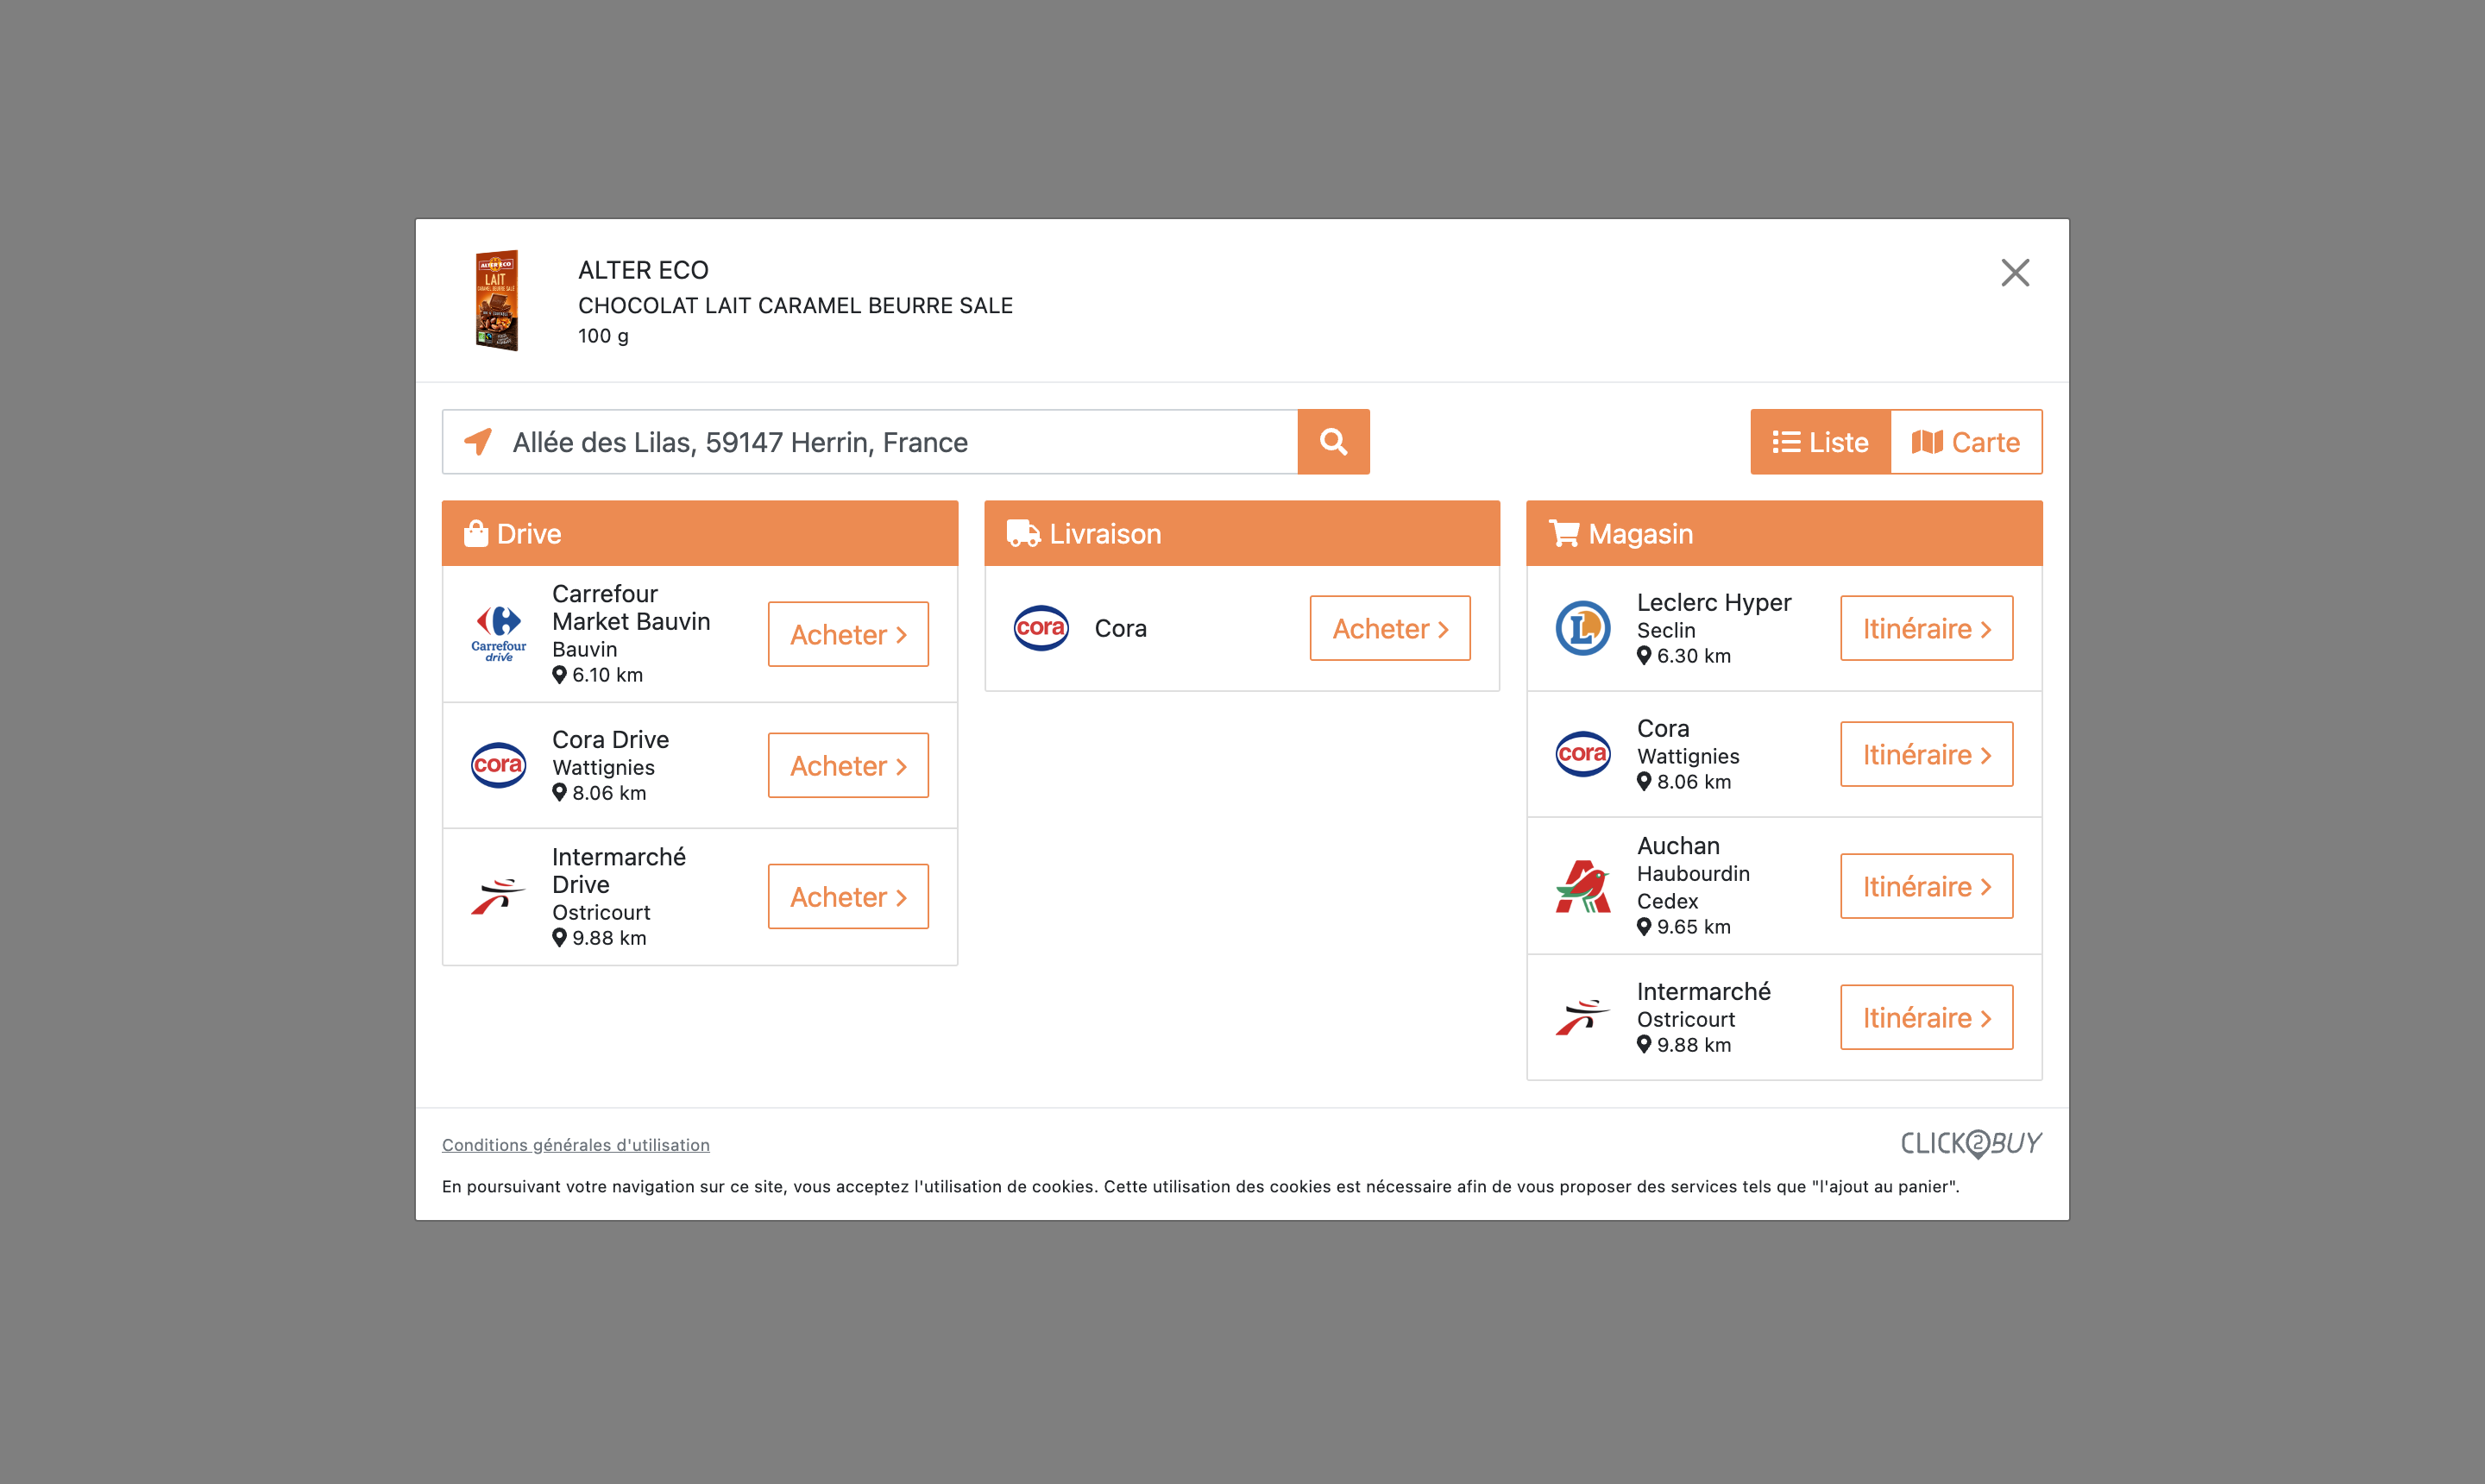 ALTER ECO
CHOCOLAT LAIT CARAMEL BEURRE SALE
100 g
ALTER ECO
LAIT
Allée des Lilas, 59147 Herrin, France
Liste
Carte
Drive
Carrefour
drive
Carrefour
Market Bauvin
Bauvin
6.10 km
Acheter
cora
Cora Drive
Wattignies
8.06 km
Acheter
Intermarché
Drive
Ostricourt
9.88 km
Acheter
Livraison
cora
Cora
Acheter
Magasin
L
Leclerc Hyper
Seclin
6.30 km
Itinéraire
cora
Cora
Wattignies
8.06 km
Itinéraire
Auchan
Haubourdin
Cedex
9.65 km
Itinéraire
Intermarché
Ostricourt
9.88 km
Itinéraire
Conditions générales d'utilisation
CLICK2BUY
En poursuivant votre navigation sur ce site, vous acceptez l'utilisation de cookies. Cette utilisation des cookies est nécessaire afin de vous proposer des services tels que "l'ajout au panier".